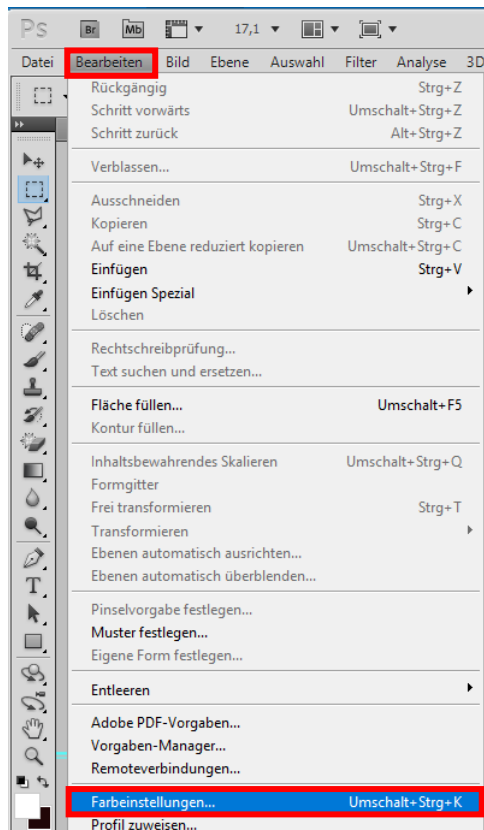 Ps Br Mb 17,1
Datei Bearbeiten Bild Ebene Auswahl Filter Analyse 3D
Rückgängig Strg+Z
Schritt vorwärts Umschalt+Strg+Z
Schritt zurück Alt+Strg+Z
Verblassen... Umschalt+Strg+F
Ausschneiden Strg+X
Kopieren Strg+C
Auf eine Ebene reduziert kopieren Umschalt+Strg+C
Einfügen Strg+V
Einfügen Spezial
Löschen
Rechtschreibprüfung...
Text suchen und ersetzen...
Fläche füllen... Umschalt+F5
Kontur füllen...
Inhaltsbewahrendes Skalieren Umschalt+Strg+Q
Formgitter
Frei transformieren Strg+T
Transformieren
Ebenen automatisch ausrichten...
Ebenen automatisch überblenden...
Pinselvorgabe festlegen...
Muster festlegen...
Eigene Form festlegen...
Entleeren
Adobe PDF-Vorgaben...
Vorgaben-Manager...
Remoteverbindungen...
Farbeinstellungen... Umschalt+Strg+K
Profil zuweisen...